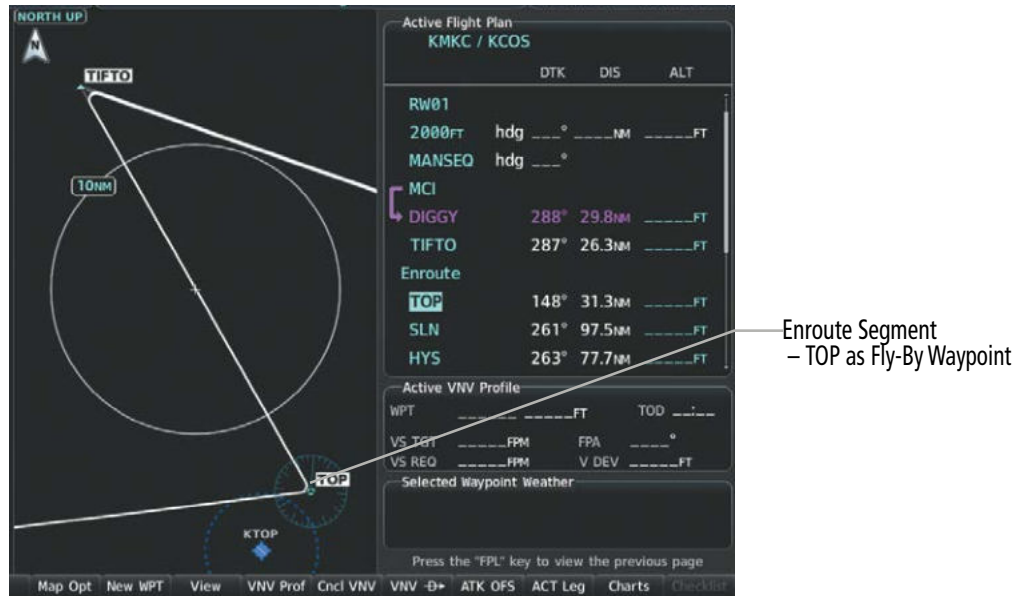 NORTH UP
N
TIFTO
10NM
TOP
KTOP
Active Flight Plan
KMKC / KCOS
DTK DIS ALT
RW01
2000FT hdg ___° ____NM _____FT
MANSEQ hdg ___°
MCI
DIGGY 288° 29.8NM _____FT
TIFTO 287° 26.3NM _____FT
Enroute
TOP 148° 31.3NM _____FT
SLN 261° 97.5NM _____FT
HYS 263° 77.7NM _____FT
Active VNV Profile
WPT ______ _____FT TOD __:__
VS TGT _____FPM FPA ____°
VS REQ _____FPM V DEV _____FT
Selected Waypoint Weather
Press the "FPL" key to view the previous page
Map Opt New WPT View VNV Prof Cncl VNV VNV -D→ ATK OFS ACT Leg Charts Checklist
Enroute Segment
– TOP as Fly-By Waypoint